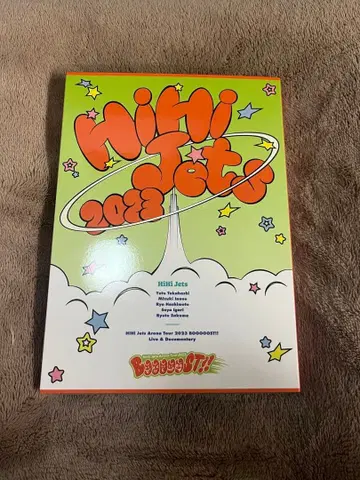 HiHi
Jets
2023
HiHi Jets
Yuto Takahashi
Mizuki Inoue
Ryo Hashimoto
Soya Igari
Ryuto Sakuma
HiHi Jets Arena Tour 2023 BOOOOOST!!
Live & Documentary
BOOOOOST!!